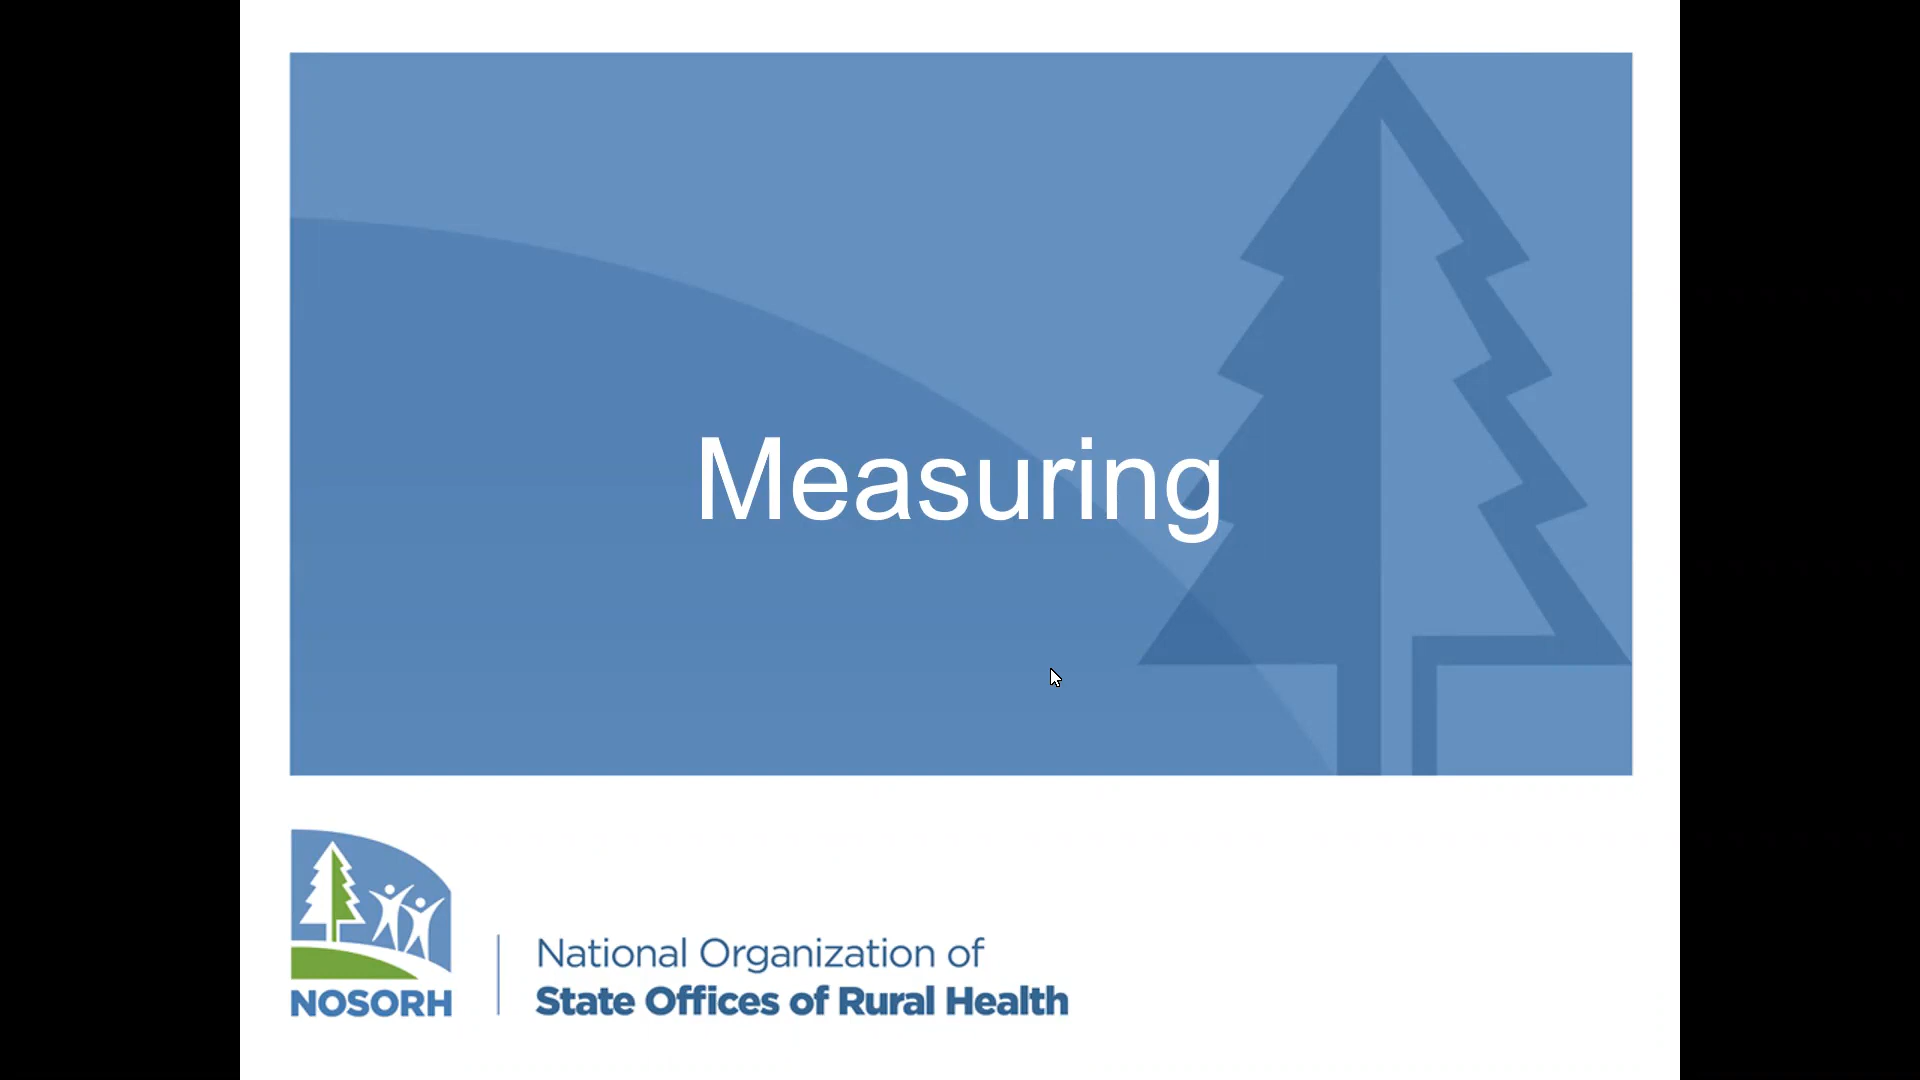 Measuring
NOSORH
National Organization of
State Offices of Rural Health